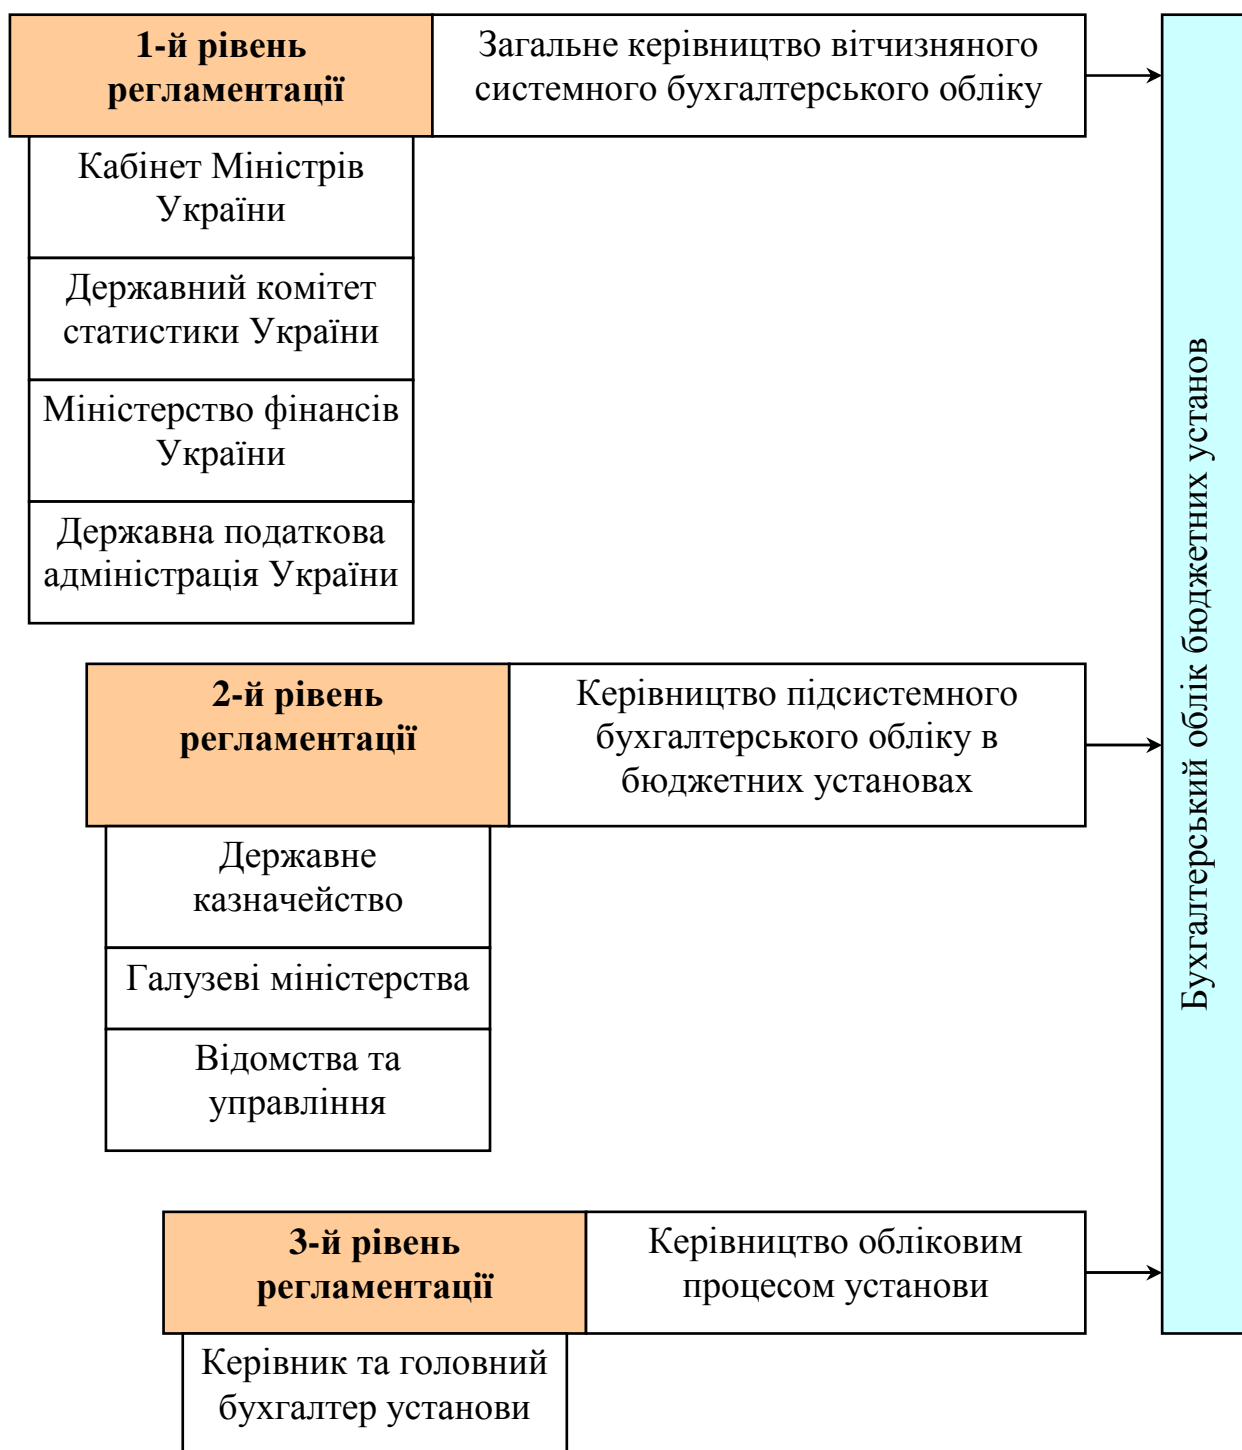 1-й рівень
регламентації
Загальне керівництво вітчизняного
системного бухгалтерського обліку
Кабінет Міністрів
України
Державний комітет
статистики України
Міністерство фінансів
України
Державна податкова
адміністрація України
2-й рівень
регламентації
Керівництво підсистемного
бухгалтерського обліку в
бюджетних установах
Державне
казначейство
Галузеві міністерства
Відомства та
управління
3-й рівень
регламентації
Керівництво обліковим
процесом установи
Керівник та головний
бухгалтер установи
Бухгалтерський облік бюджетних установ